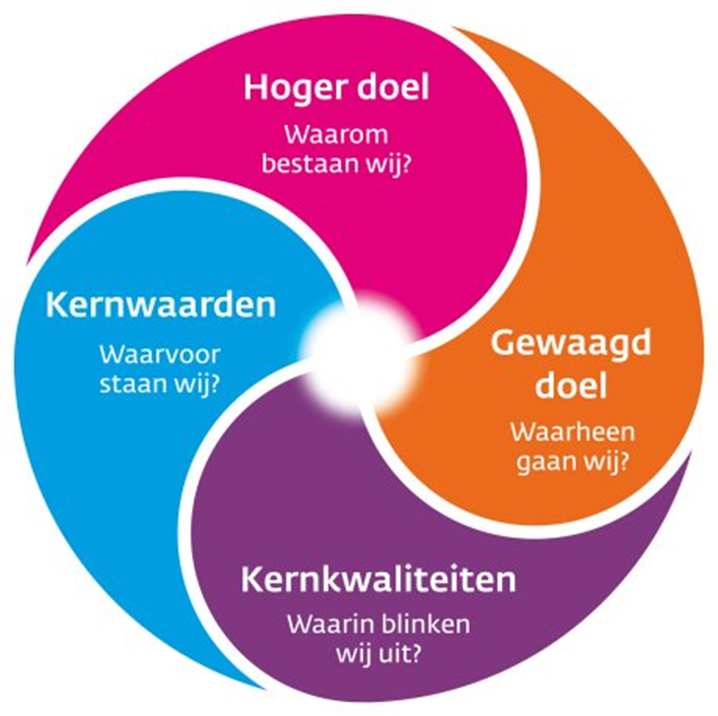 Hoger doel
Waarom
bestaan wij?
Kernwaarden
Waarvoor
staan wij?
Gewaagd
doel
Waarheen
gaan wij?
Kernkwaliteiten
Waarin blinken
wij uit?